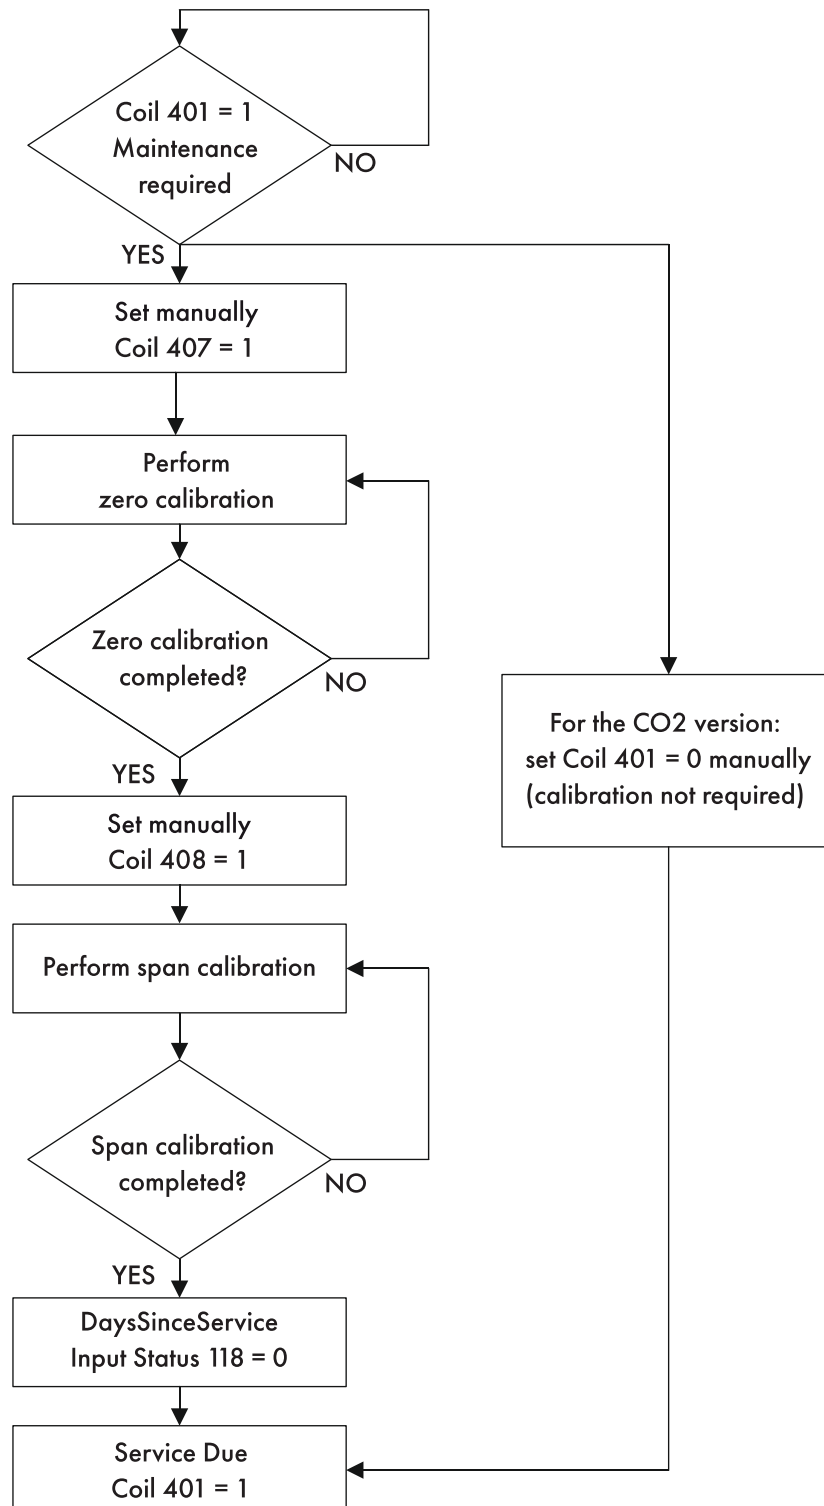 Coil 401 = 1
Maintenance
required
NO
YES
Set manually
Coil 407 = 1
Perform
zero calibration
Zero calibration
completed?
NO
YES
Set manually
Coil 408 = 1
Perform span calibration
Span calibration
completed?
NO
YES
DaysSinceService
Input Status 118 = 0
Service Due
Coil 401 = 1
For the CO2 version:
set Coil 401 = 0 manually
(calibration not required)